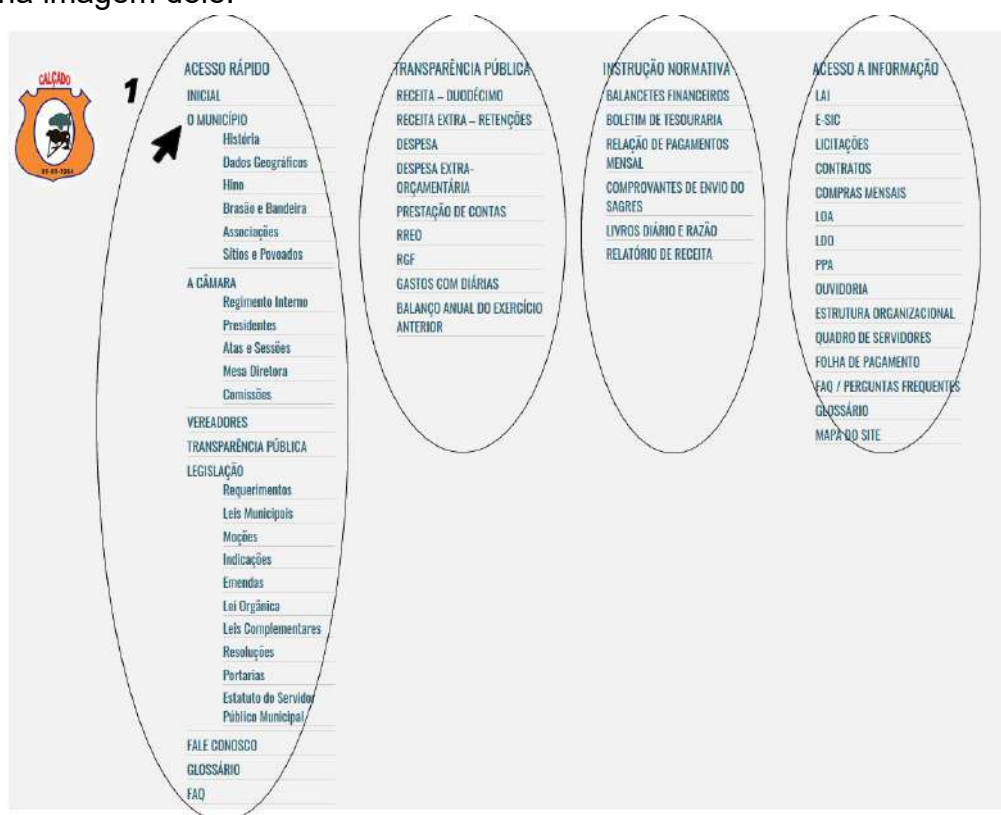 na imagem dois.
CALÇADO
1
ACESSO RÁPIDO
INICIAL
O MUNICÍPIO
História
Dados Geográficos
Hino
Brasão e Bandeira
Associações
Sítios e Povoados
A CÂMARA
Regimento Interno
Presidentes
Atas e Sessões
Mesa Diretora
Comissões
VEREADORES
TRANSPARÊNCIA PÚBLICA
LEGISLAÇÃO
Requerimentos
Leis Municipais
Moções
Indicações
Emendas
Lei Orgânica
Leis Complementares
Resoluções
Portarias
Estatuto do Servidor
Público Municipal
FALE CONOSCO
GLOSSÁRIO
FAQ
TRANSPARÊNCIA PÚBLICA
RECEITA – DUODÉCIMO
RECEITA EXTRA – RETENÇÕES
DESPESA
DESPESA EXTRA-
ORÇAMENTÁRIA
PRESTAÇÃO DE CONTAS
RREO
RGF
GASTOS COM DIÁRIAS
BALANÇO ANUAL DO EXERCÍCIO
ANTERIOR
INSTRUÇÃO NORMATIVA
BALANCETES FINANCEIROS
BOLETIM DE TESOURARIA
RELAÇÃO DE PAGAMENTOS
MENSAL
COMPROVANTES DE ENVIO DO
SAGRES
LIVROS DIÁRIO E RAZÃO
RELATÓRIO DE RECEITA
ACESSO A INFORMAÇÃO
LAI
E-SIC
LICITAÇÕES
CONTRATOS
COMPRAS MENSAIS
LOA
LDO
PPA
OUVIDORIA
ESTRUTURA ORGANIZACIONAL
QUADRO DE SERVIDORES
FOLHA DE PAGAMENTO
FAQ / PERGUNTAS FREQUENTES
GLOSSÁRIO
MAPA DO SITE